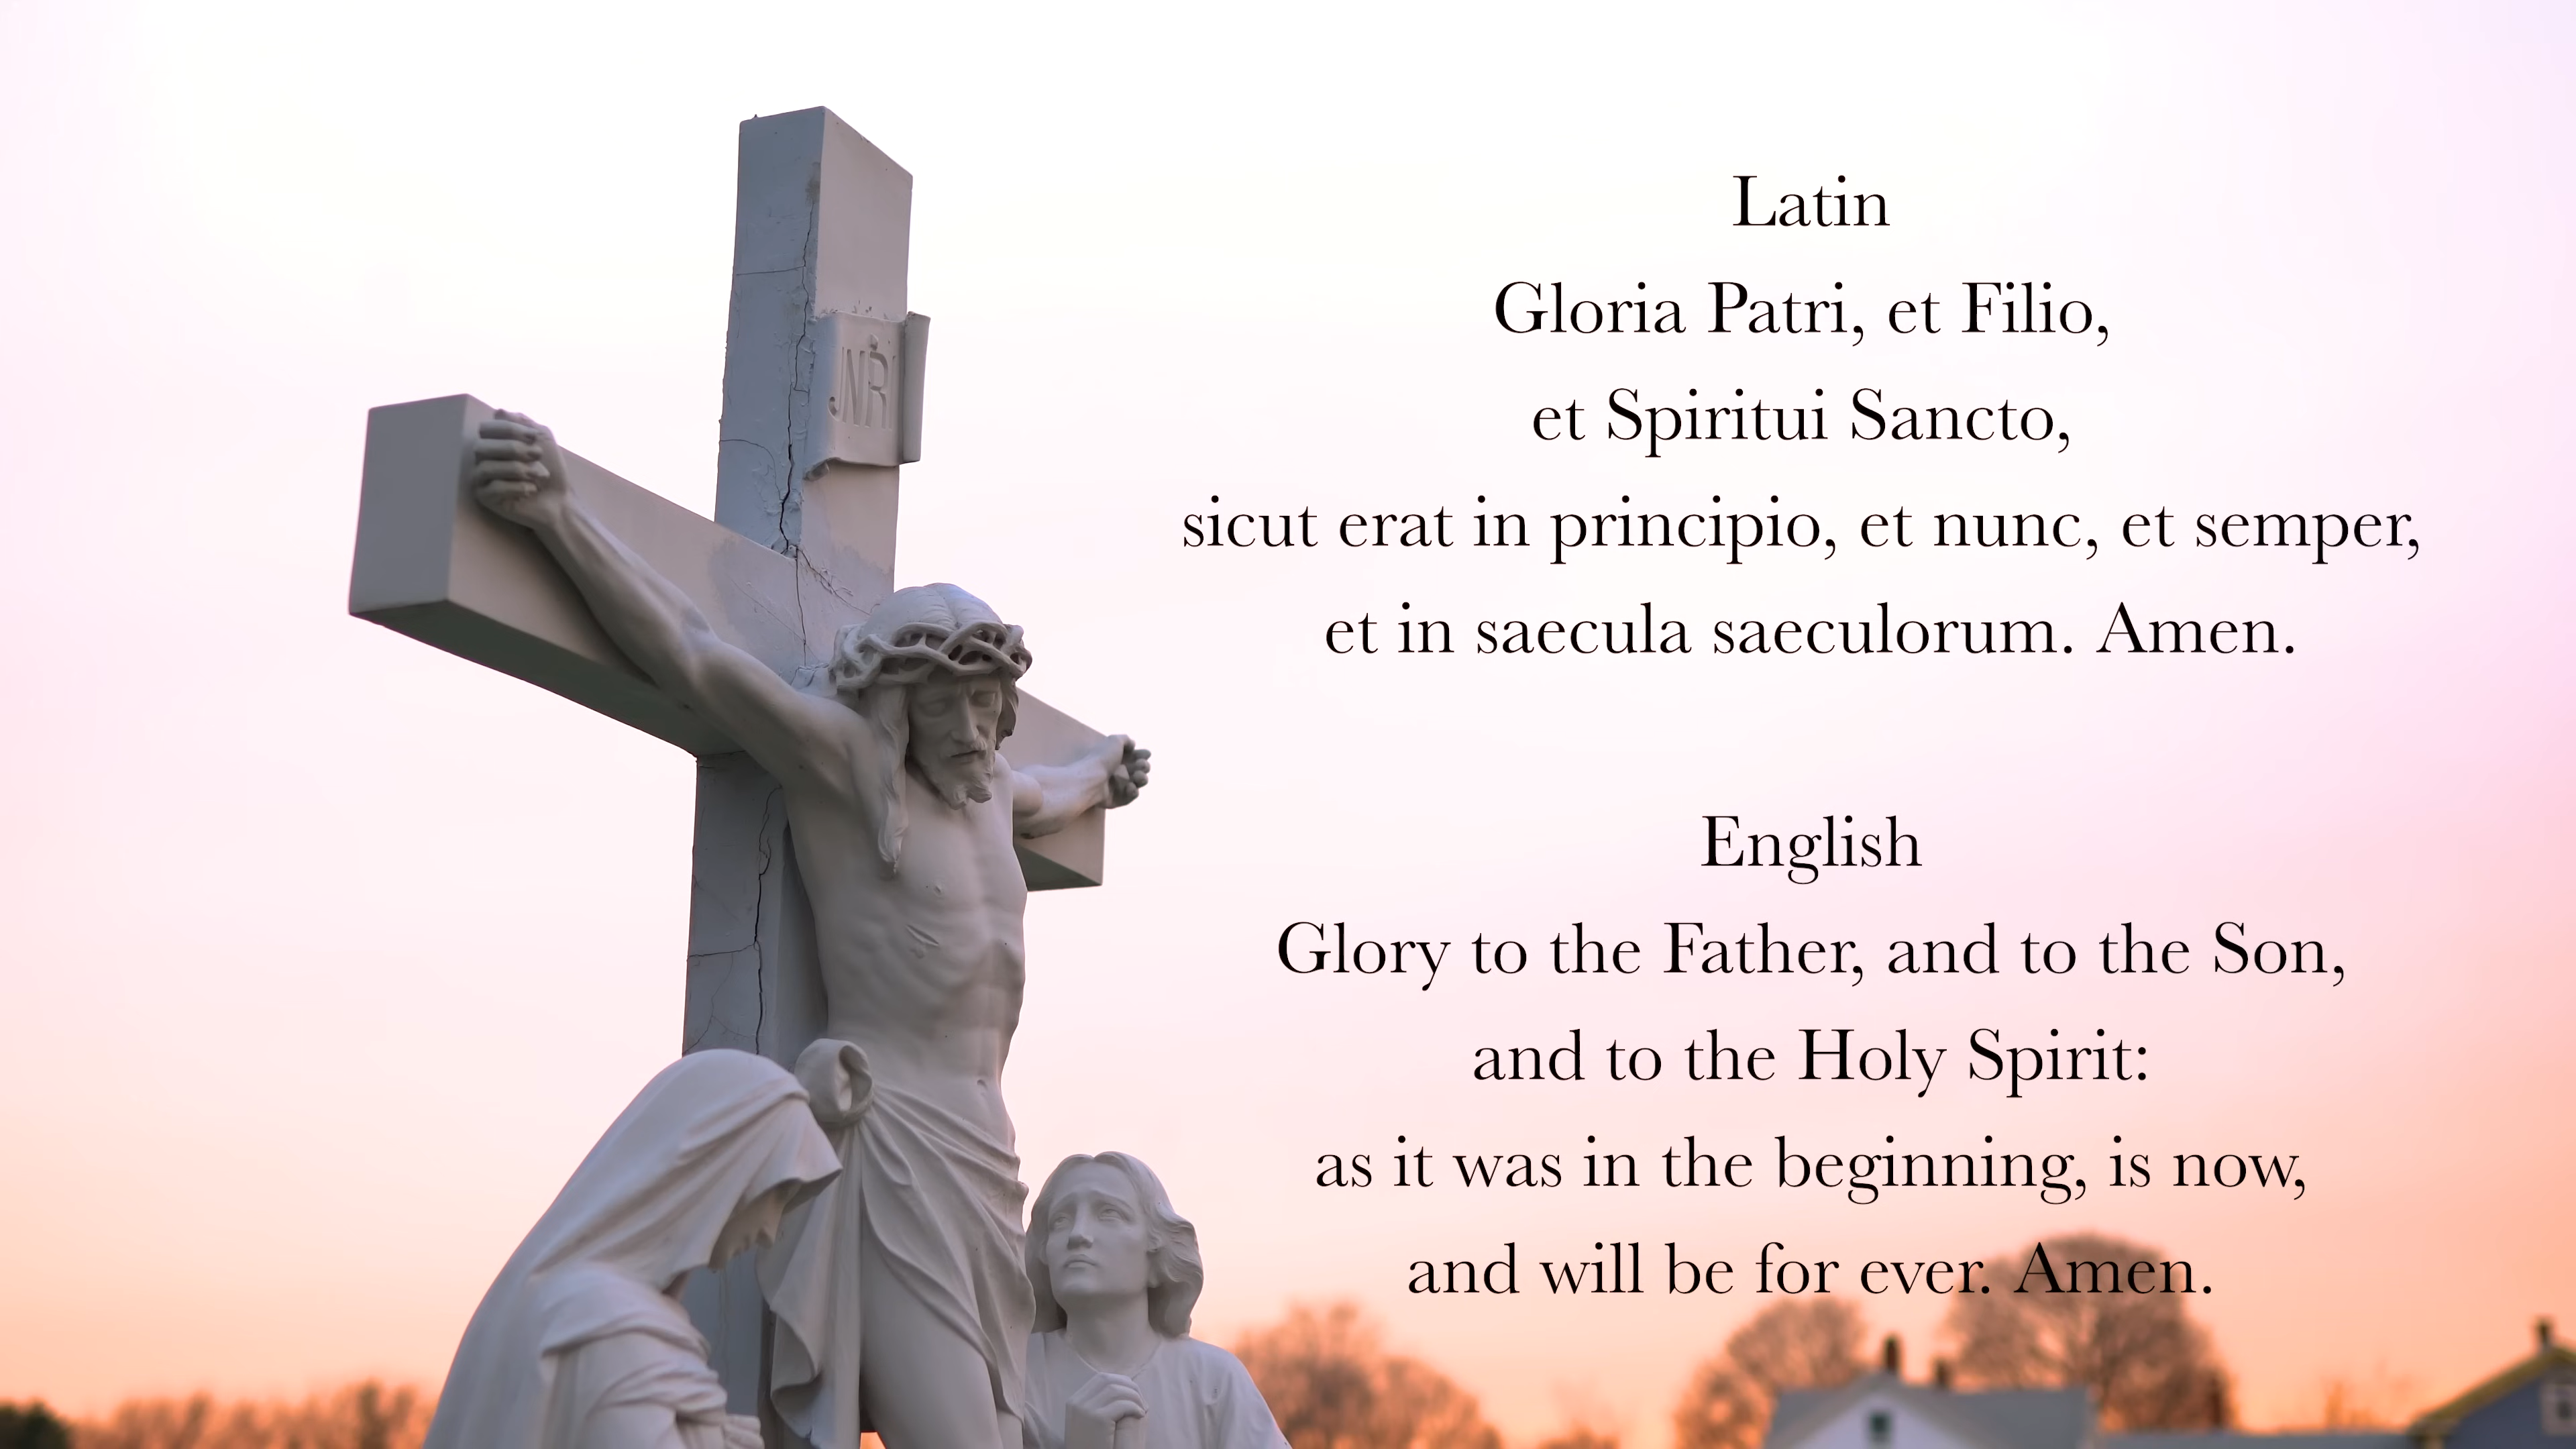 JNRI
Latin
Gloria Patri, et Filio,
et Spiritui Sancto,
sicut erat in principio, et nunc, et semper,
et in saecula saeculorum. Amen.
English
Glory to the Father, and to the Son,
and to the Holy Spirit:
as it was in the beginning, is now,
and will be for ever. Amen.